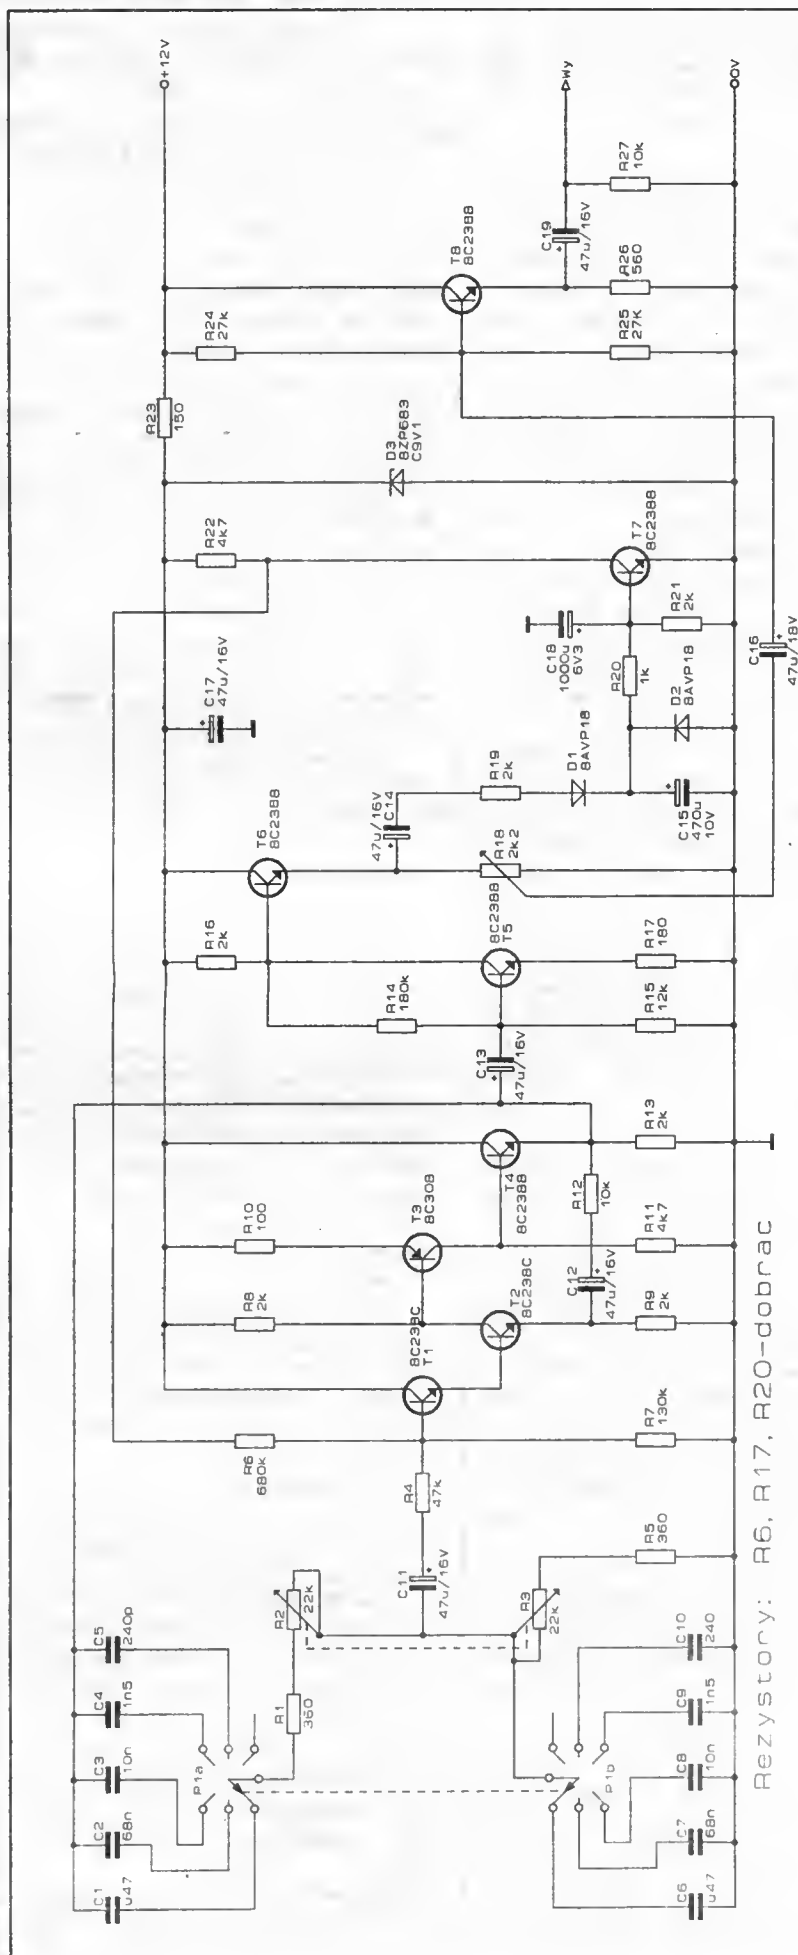 C1
u47
C2
68n
C3
10n
C4
1n5
C5
240p
P1a
R1
360
R2
22k
C11
47u/16V
R3
22k
R5
360
P1b
C6
u47
C7
68n
C8
10n
C9
1n5
C10
240
R6
680k
R4
47k
R7
130k
BC238C
T1
R8
2k
T2
BC238C
R9
2k
C12
47u/16V
R10
100
T3
BC308
R11
4k7
R12
10k
T4
BC238B
R13
2k
C13
47u/16V
R14
180k
R15
12k
R16
2k
BC238B
T5
R17
180
T6
BC238B
47u/16V
C14
R18
2k2
R19
2k
D1
BAVP18
C15
470u
10V
C17
47u/16V
D2
BAVP18
R20
1k
C18
1000u
6V3
R21
2k
R22
4k7
T7
BC238B
C16
47u/18V
D3
BZP683
C9V1
R23
150
R24
27k
R25
27K
T8
BC238B
R26
560
C19
47u/16V
R27
10k
+12V
Wy
0V
Rezystory: R6, R17, R20-dobrac